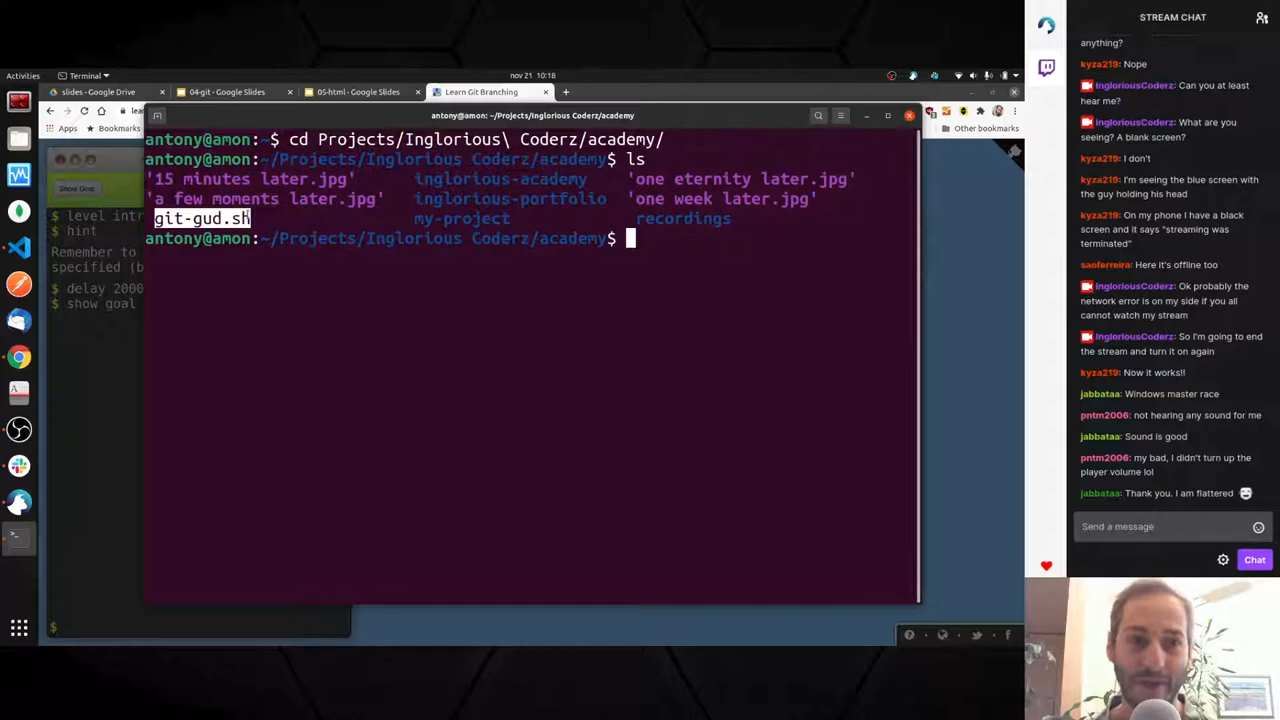 Activities
Terminal
nov 21 10:18
slides - Google Drive
04-git - Google Slides
05-html - Google Slides
Learn Git Branching
Apps
Bookmarks
Other bookmarks
antony@amon: ~/Projects/Inglorious Coderz/academy
antony@amon:~$ cd Projects/Inglorious\ Coderz/academy/
antony@amon:~/Projects/Inglorious Coderz/academy$ ls
'15 minutes later.jpg' inglorious-academy 'one eternity later.jpg'
'a few moments later.jpg' inglorious-portfolio 'one week later.jpg'
git-gud.sh my-project recordings
antony@amon:~/Projects/Inglorious Coderz/academy$
Show Goal
$ level intr
$ hint
Remember to
specified (b
$ delay 2000
$ show goal
$
STREAM CHAT
anything?
kyza219: Nope
IngloriousCoderz: Can you at least
hear me?
IngloriousCoderz: What are you
seeing? A blank screen?
kyza219: I don't
kyza219: I'm seeing the blue screen with
the guy holding his head
kyza219: On my phone I have a black
screen and it says "streaming was
terminated"
saoferreira: Here it's offline too
IngloriousCoderz: Ok probably the
network error is on my side if you all
cannot watch my stream
IngloriousCoderz: So I'm going to end
the stream and turn it on again
kyza219: Now it works!!
jabbataa: Windows master race
pntm2006: not hearing any sound for me
jabbataa: Sound is good
pntm2006: my bad, I didn't turn up the
player volume lol
jabbataa: Thank you. I am flattered
Send a message
Chat